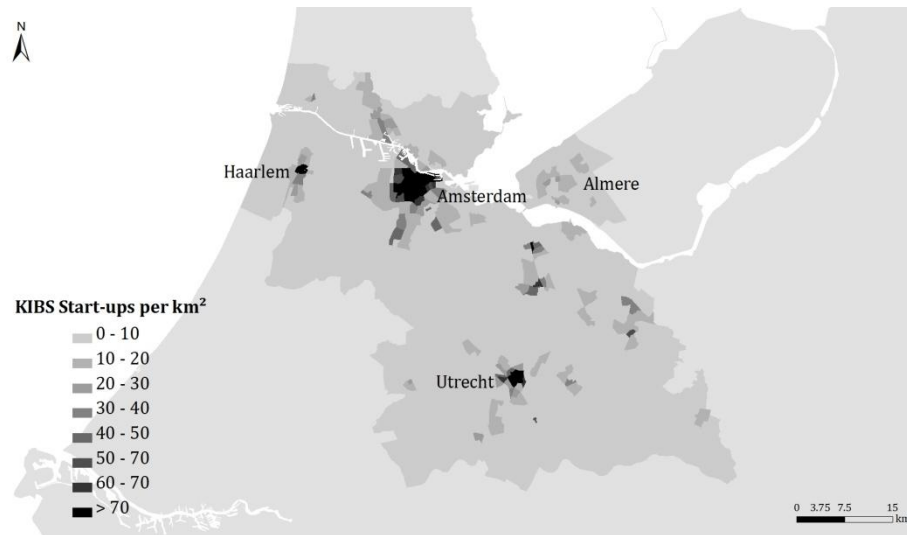 N
Haarlem
Amsterdam
Almere
KIBS Start-ups per km²
0 - 10
10 - 20
20 - 30
30 - 40
40 - 50
50 - 70
60 - 70
> 70
Utrecht
0 3.75 7.5 15
km